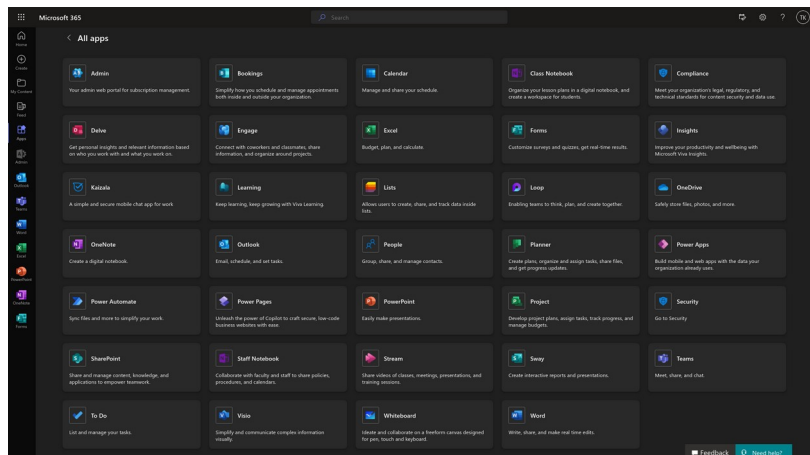 Microsoft 365
Search
TK
Home
Create
My Content
Feed
Apps
Admin
Outlook
Teams
Word
Excel
PowerPoint
OneNote
Forms
All apps
Admin
Your admin web portal for subscription management.
Bookings
Simplify how you schedule and manage appointments
both inside and outside your organization.
Calendar
Manage and share your schedule.
Class Notebook
Organize your lesson plans in a digital notebook, and
create a workspace for students.
Compliance
Meet your organization's legal, regulatory, and
technical standards for content security and data use.
Delve
Get personal insights and relevant information based
on who you work with and what you work on.
Engage
Connect with coworkers and classmates, share
information, and organize around projects.
Excel
Budget, plan, and calculate.
Forms
Customize surveys and quizzes, get real-time results.
Insights
Improve your productivity and wellbeing with
Microsoft Viva Insights.
Kaizala
A simple and secure mobile chat app for work
Learning
Keep learning, keep growing with Viva Learning.
Lists
Allows users to create, share, and track data inside
lists.
Loop
Enabling teams to think, plan, and create together.
OneDrive
Safely store files, photos, and more.
OneNote
Create a digital notebook.
Outlook
Email, schedule, and set tasks.
People
Group, share, and manage contacts.
Planner
Create plans, organize and assign tasks, share files,
and get progress updates.
Power Apps
Build mobile and web apps with the data your
organization already uses.
Power Automate
Sync files and more to simplify your work.
Power Pages
Unleash the power of Copilot to craft secure, low-code
business websites with ease.
PowerPoint
Easily make presentations.
Project
Develop project plans, assign tasks, track progress, and
manage budgets.
Security
Go to Security
SharePoint
Share and manage content, knowledge, and
applications to empower teamwork.
Staff Notebook
Collaborate with faculty and staff to share policies,
procedures, and calendars.
Stream
Share videos of classes, meetings, presentations, and
training sessions.
Sway
Create interactive reports and presentations.
Teams
Meet, share, and chat.
To Do
List and manage your tasks.
Visio
Simplify and communicate complex information
visually.
Whiteboard
Ideate and collaborate on a freeform canvas designed
for pen, touch and keyboard.
Word
Write, share, and make real time edits.
Feedback
Need help?